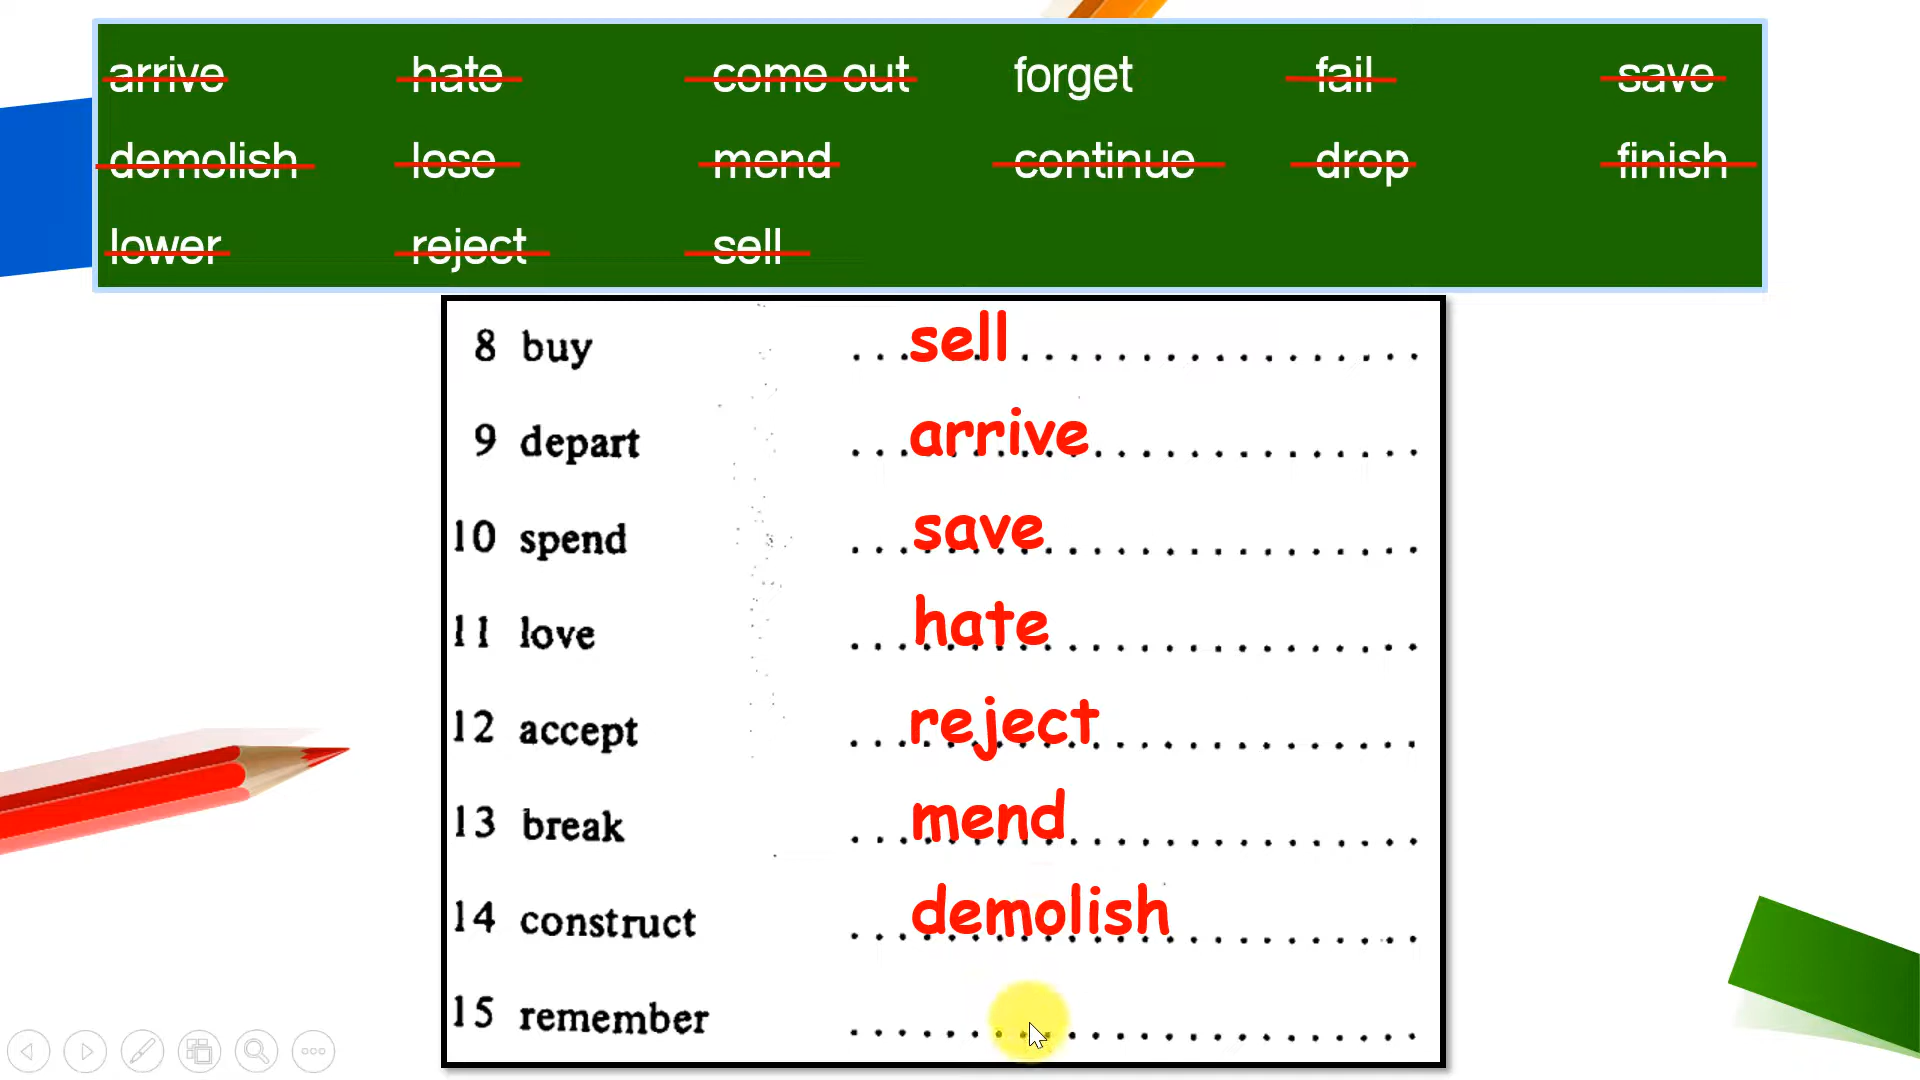 arrive hate come out forget fail save
demolish lose mend continue drop finish
lower reject sell
8 buy ...sell..................
9 depart ...arrive..............
10 spend ...save................
11 love ...hate................
12 accept ...reject..............
13 break ...mend...............
14 construct ...demolish...........
15 remember ........................